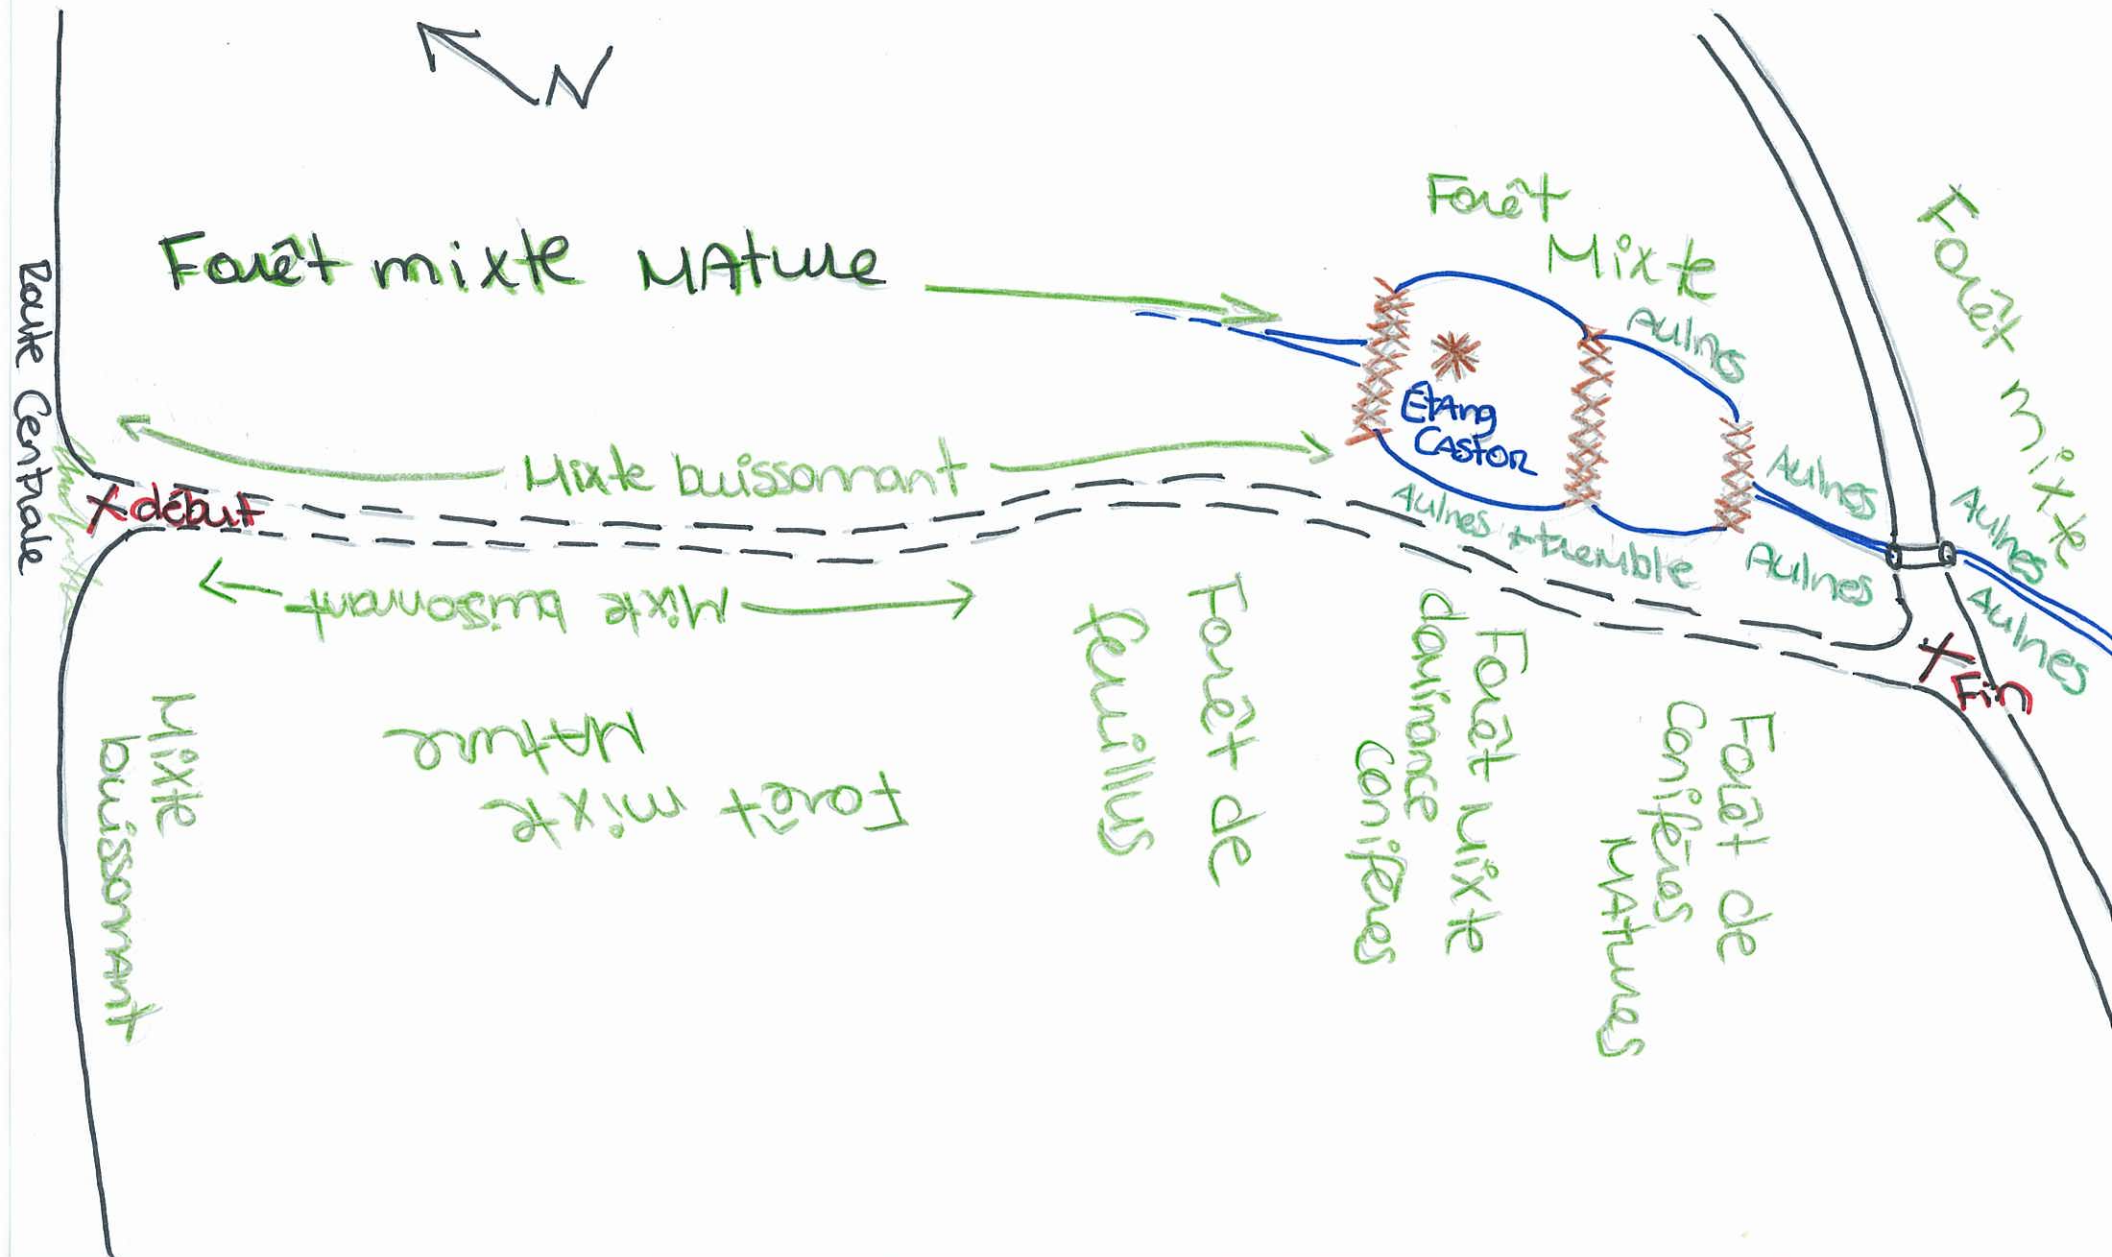 N
Route Centrale
Forêt mixte MAture
Forêt
Mixte
Aulnes
Forêt mixte
Etang
CAstor
Mixte buissonnant
X début
Aulnes + tremble
Aulnes
Aulnes
Aulnes
Aulnes
X Fin
Mixte buissonnant
Mixte
buissonnant
Forêt mixte
MAture
Forêt de
feuillus
Forêt Mixte
dominance
Conifères
Forêt de
Conifères
MAtures